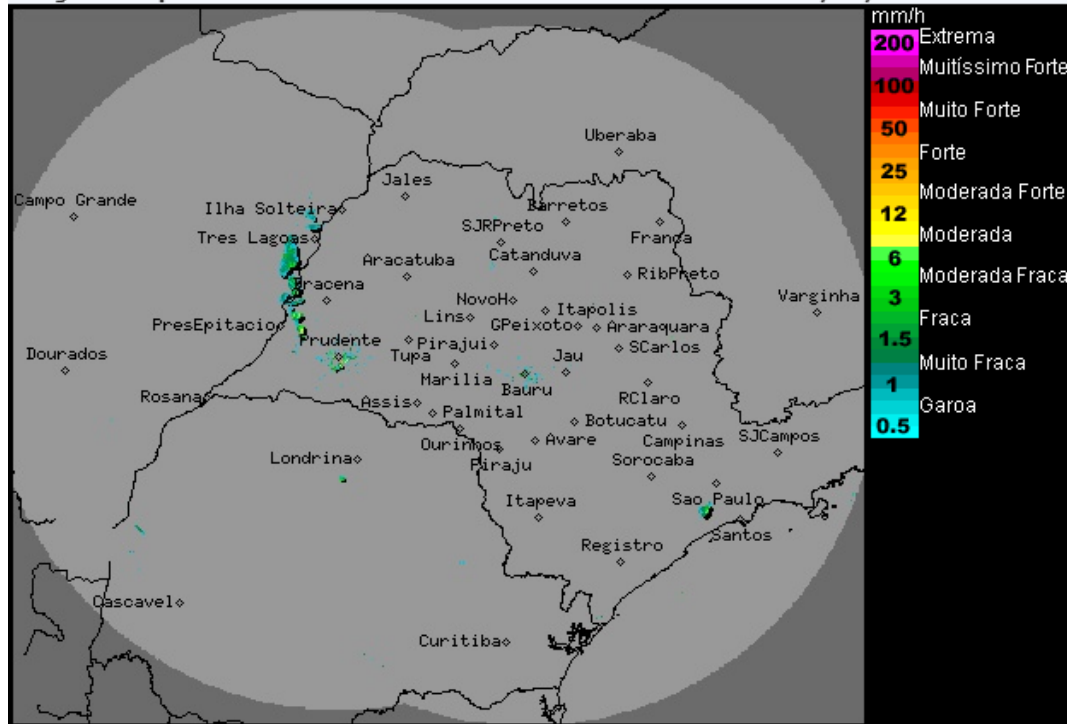 mm/h
200 Extrema
Muitíssimo Forte
100
Muito Forte
50
Forte
25
Moderada Forte
12
Moderada
6
Moderada Fraca
3
Fraca
1.5
Muito Fraca
1
Garoa
0.5
Uberaba
Jales
Campo Grande
Ilha Solteira
Barretos
SJRPreto
Franca
Tres Lagoas
Catanduva
Aracatuba
RibPreto
Dracena
NovoH
Itapolis
Varginha
Lins
GPeixoto
Araraquara
PresEpitacio
Prudente
Pirajui
SCarlos
Dourados
Tupa
Jau
Marilia
Bauru
Rosana
Assis
RClaro
Palmital
Botucatu
Ourinhos
Avare
Campinas
SJCampos
Londrina
Piraju
Sorocaba
Itapeva
Sao Paulo
Santos
Registro
Cascavel
Curitiba